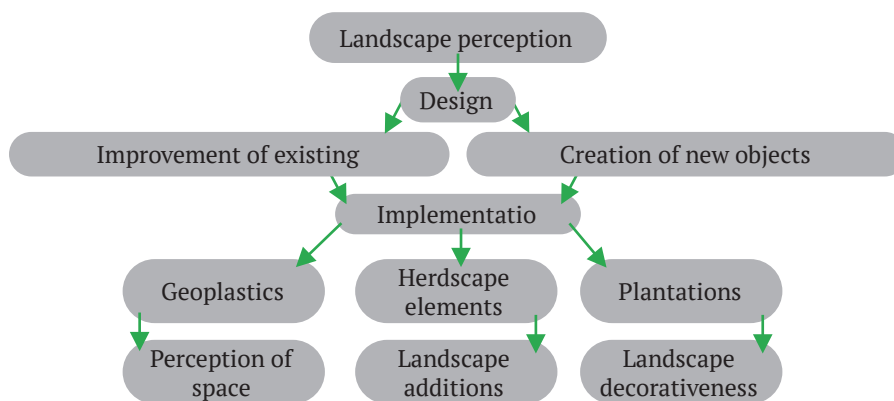 Landscape perception
Design
Improvement of existing
Creation of new objects
Implementatio
Geoplastics
Herdscape
elements
Plantations
Perception of
space
Landscape
additions
Landscape
decorativeness